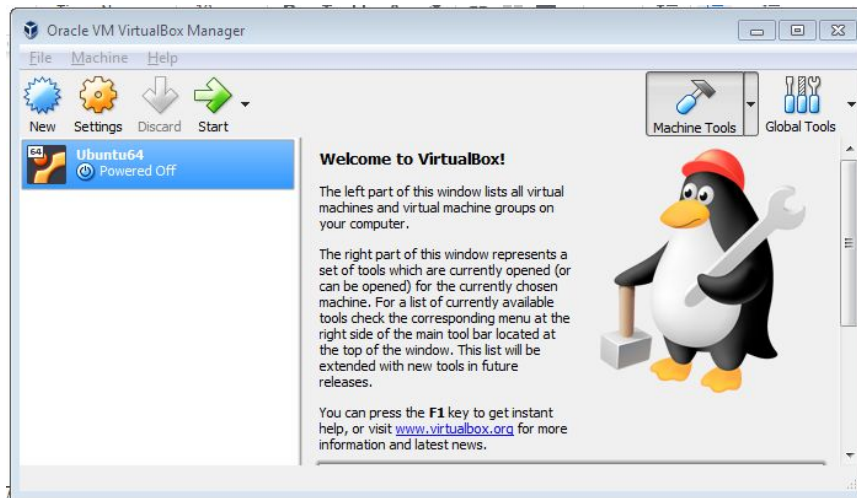 Oracle VM VirtualBox Manager
File Machine Help
New Settings Discard Start Machine Tools Global Tools
64
Ubuntu64
Powered Off
Welcome to VirtualBox!
The left part of this window lists all virtual
machines and virtual machine groups on
your computer.
The right part of this window represents a
set of tools which are currently opened (or
can be opened) for the currently chosen
machine. For a list of currently available
tools check the corresponding menu at the
right side of the main tool bar located at
the top of the window. This list will be
extended with new tools in future
releases.
You can press the F1 key to get instant
help, or visit www.virtualbox.org for more
information and latest news.